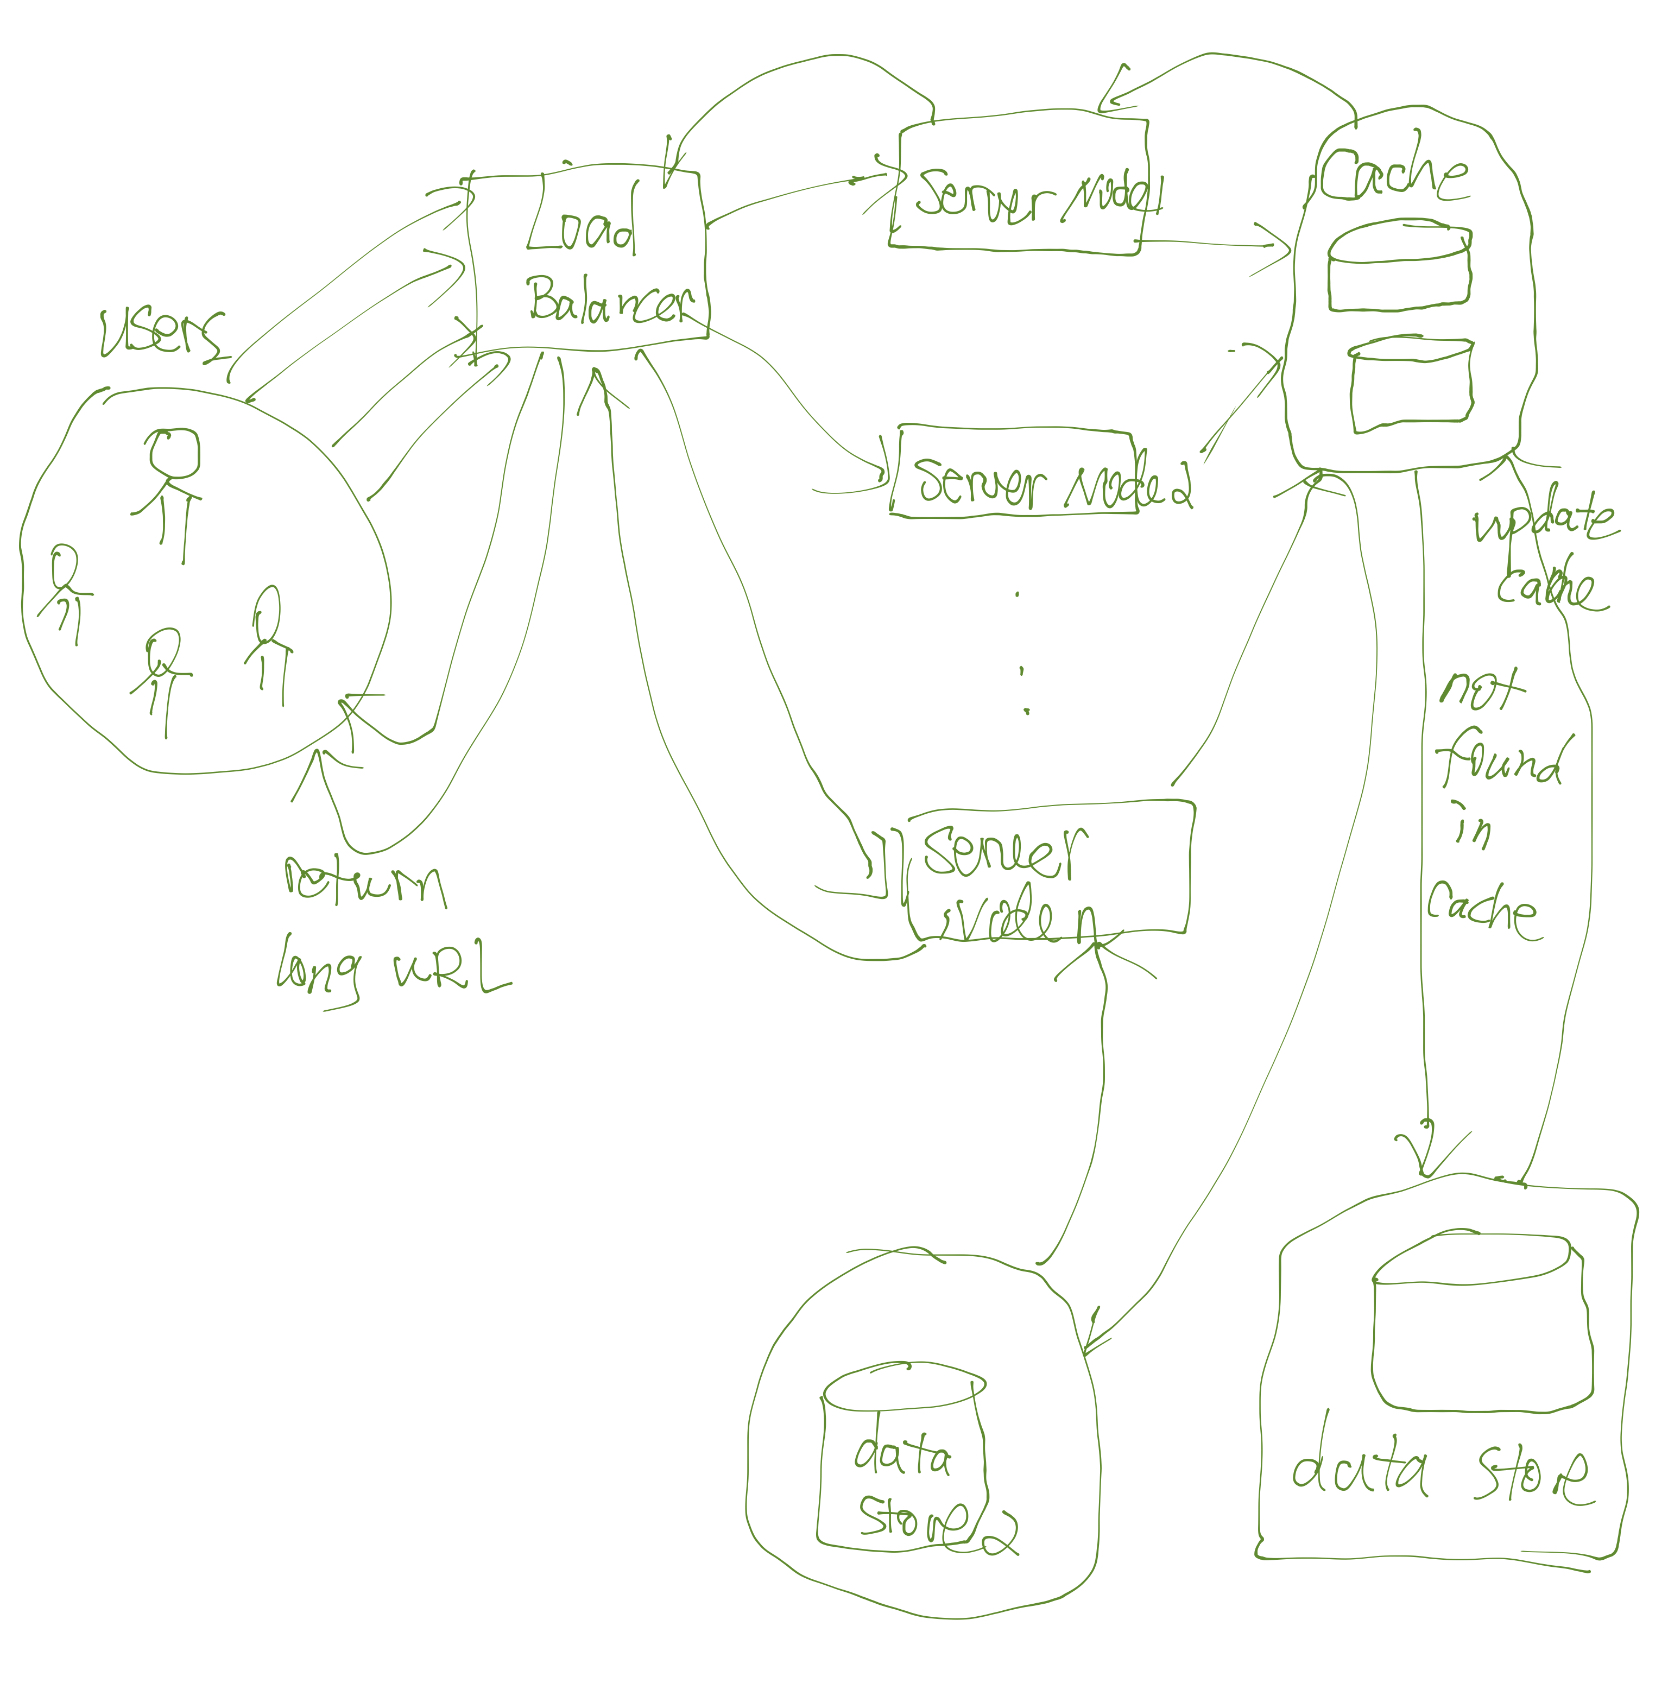 users
Load
Balancer
Server Node1
Cache
Server Node2
update
cache
not
found
in
Cache
server
Node n
return
long URL
data
store2
data store